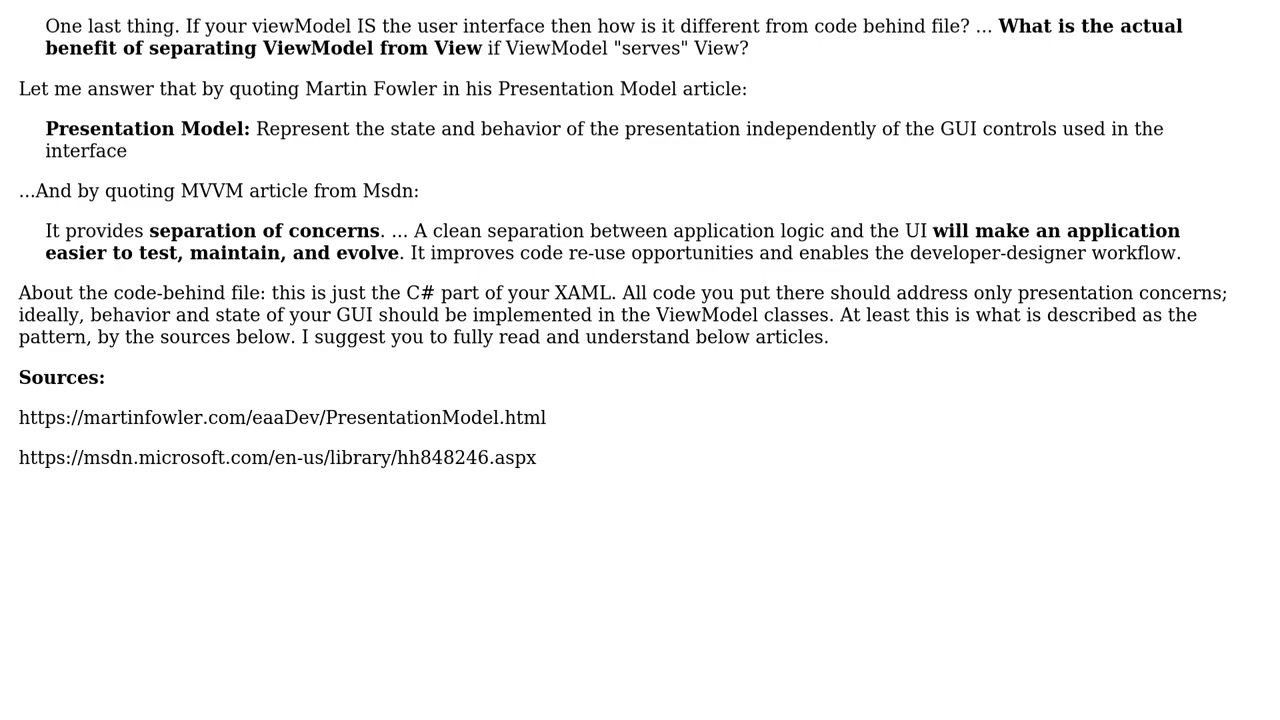 One last thing. If your viewModel IS the user interface then how is it different from code behind file? ... What is the actual
benefit of separating ViewModel from View if ViewModel "serves" View?
Let me answer that by quoting Martin Fowler in his Presentation Model article:
Presentation Model: Represent the state and behavior of the presentation independently of the GUI controls used in the
interface
...And by quoting MVVM article from Msdn:
It provides separation of concerns. ... A clean separation between application logic and the UI will make an application
easier to test, maintain, and evolve. It improves code re-use opportunities and enables the developer-designer workflow.
About the code-behind file: this is just the C# part of your XAML. All code you put there should address only presentation concerns;
ideally, behavior and state of your GUI should be implemented in the ViewModel classes. At least this is what is described as the
pattern, by the sources below. I suggest you to fully read and understand below articles.
Sources:
https://martinfowler.com/eaaDev/PresentationModel.html
https://msdn.microsoft.com/en-us/library/hh848246.aspx